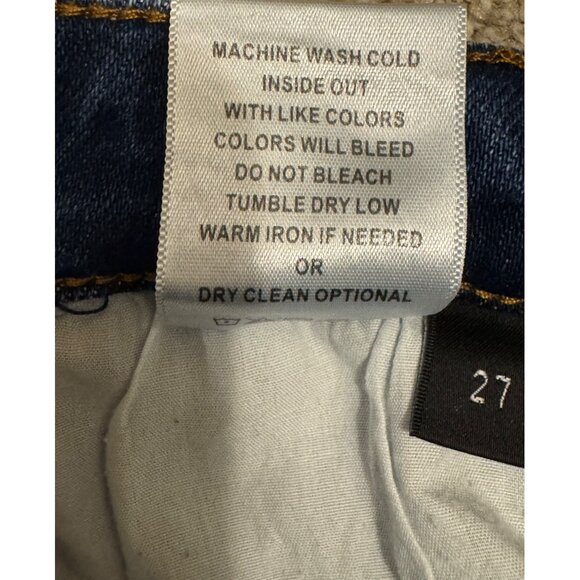 MACHINE WASH COLD
INSIDE OUT
WITH LIKE COLORS
COLORS WILL BLEED
DO NOT BLEACH
TUMBLE DRY LOW
WARM IRON IF NEEDED
OR
DRY CLEAN OPTIONAL
27